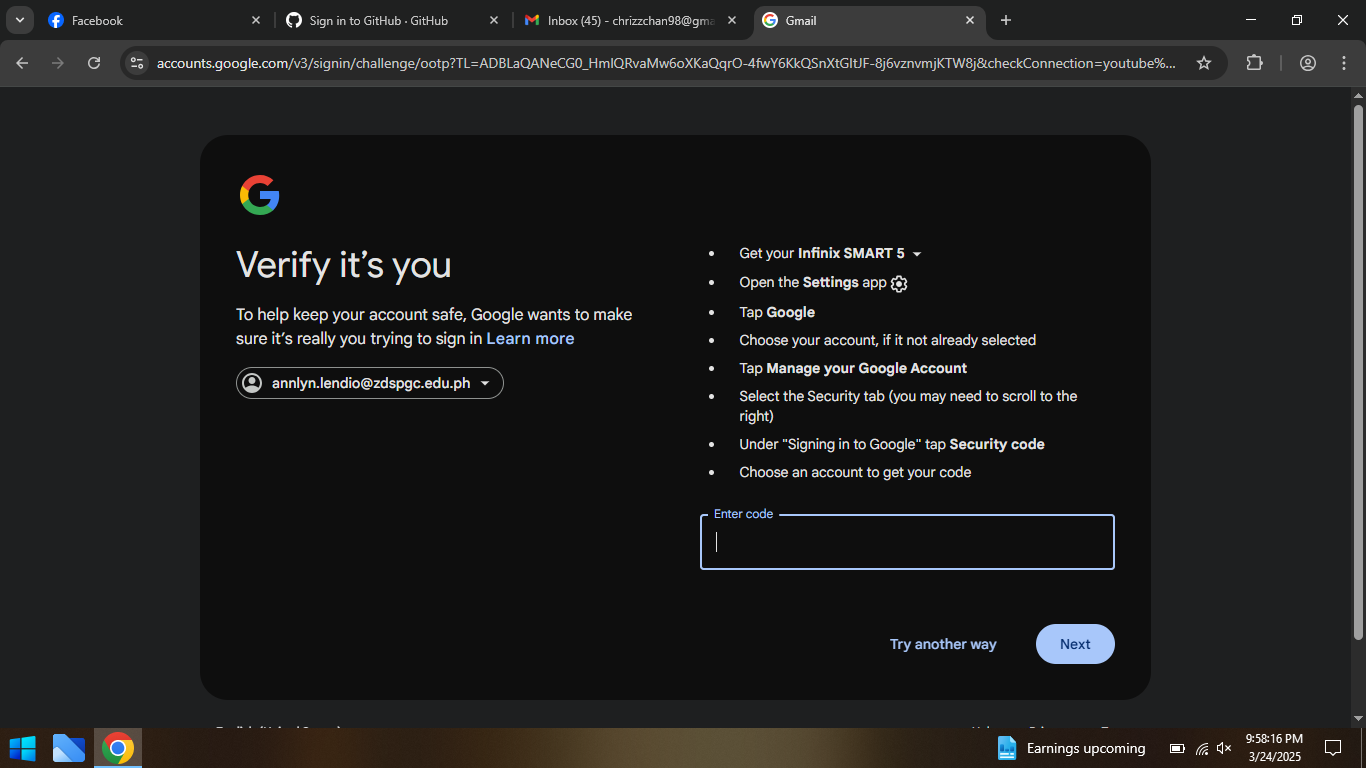 Facebook
Sign in to GitHub · GitHub
Inbox (45) - chrizzchan98@gma
Gmail
accounts.google.com/v3/signin/challenge/ootp?TL=ADBLaQANeCG0_HmIQRvaMw6oXKaQqrO-4fwY6KkQSnXtGltJF-8j6vznvmjKTW8j&checkConnection=youtube%...
Verify it's you
To help keep your account safe, Google wants to make
sure it's really you trying to sign in Learn more
annlyn.lendio@zdspgc.edu.ph
Get your Infinix SMART 5
Open the Settings app
Tap Google
Choose your account, if it not already selected
Tap Manage your Google Account
Select the Security tab (you may need to scroll to the
right)
Under "Signing in to Google" tap Security code
Choose an account to get your code
Enter code
Try another way
Next
Earnings upcoming
9:58:16 PM
3/24/2025